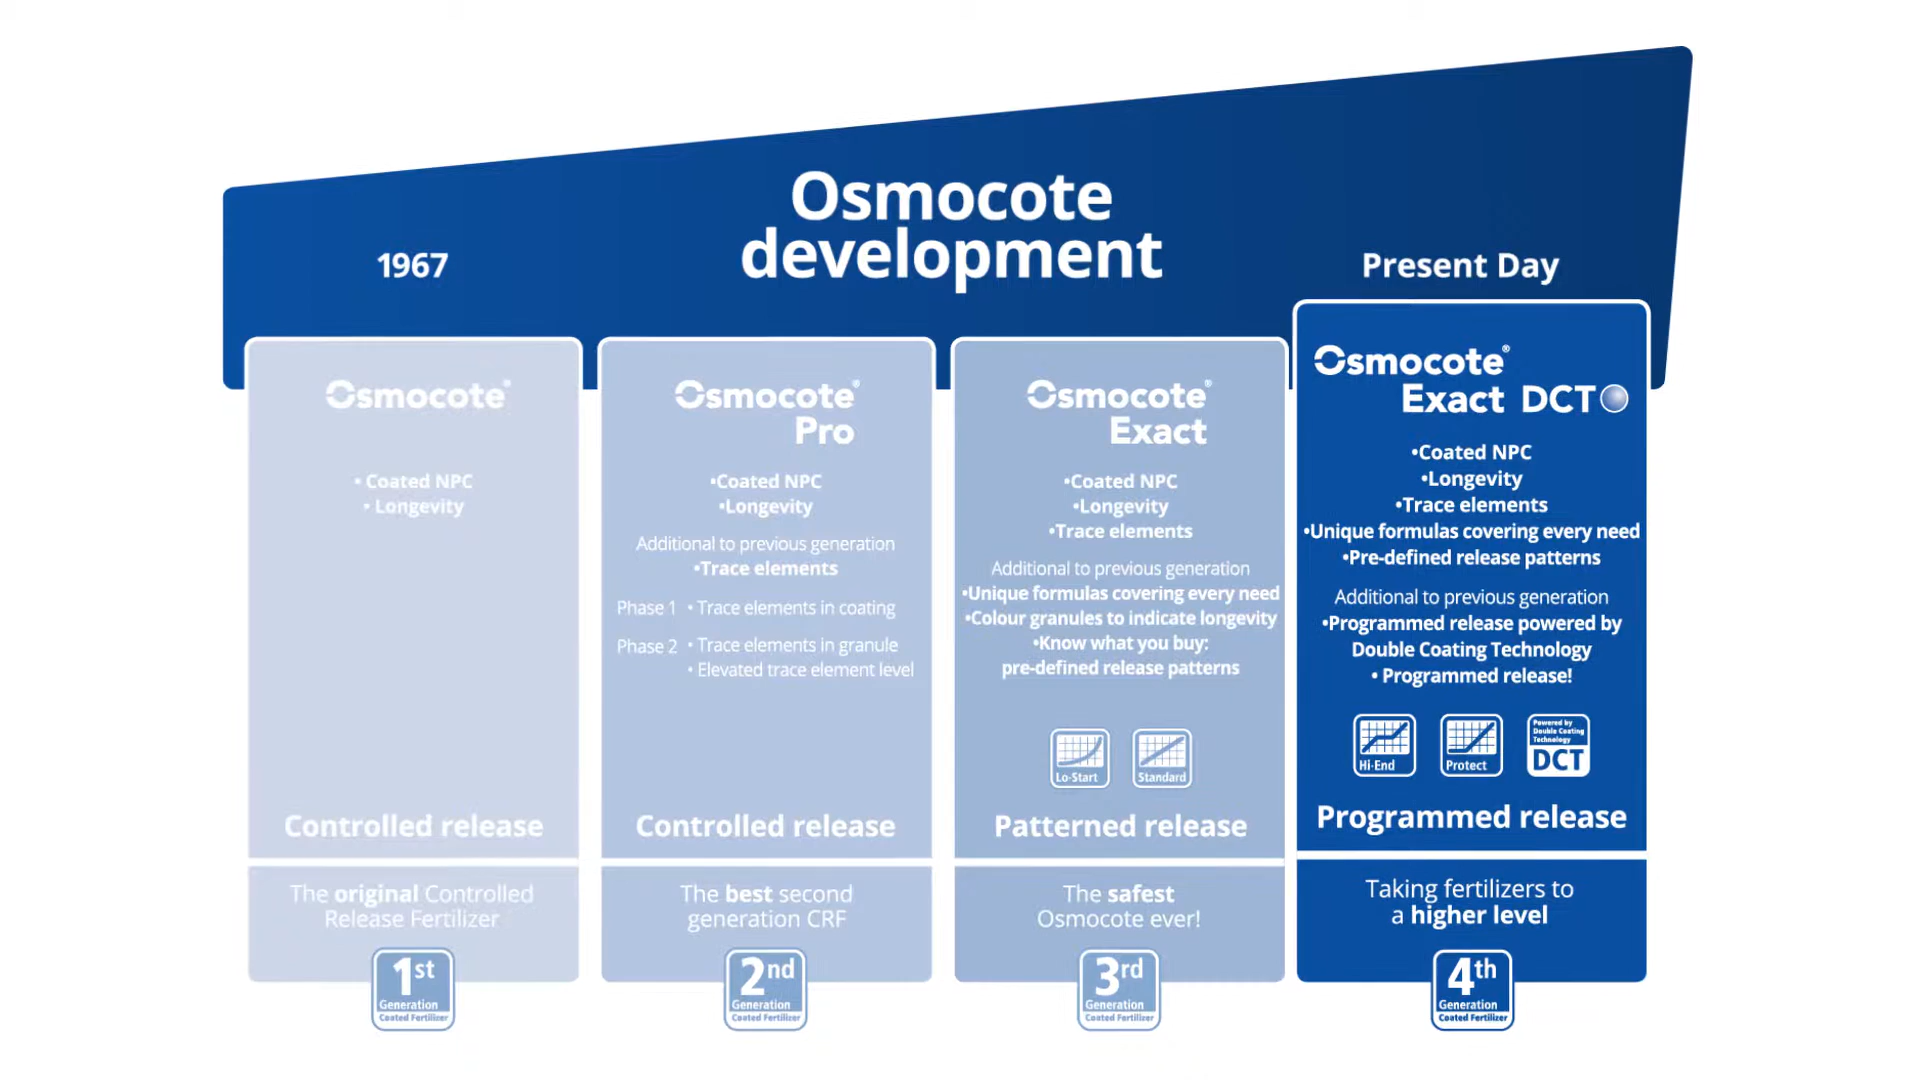 Osmocote
development
1967
Present Day
Osmocote®
• Coated NPC
• Longevity
Controlled release
The original Controlled
Release Fertilizer
1st
Generation
Coated Fertilizer
Osmocote®
Pro
•Coated NPC
•Longevity
Additional to previous generation
•Trace elements
Phase 1 • Trace elements in coating
Phase 2 • Trace elements in granule
• Elevated trace element level
Controlled release
The best second
generation CRF
2nd
Generation
Coated Fertilizer
Osmocote®
Exact
•Coated NPC
•Longevity
•Trace elements
Additional to previous generation
•Unique formulas covering every need
•Colour granules to indicate longevity
•Know what you buy:
pre-defined release patterns
Lo-Start
Standard
Patterned release
The safest
Osmocote ever!
3rd
Generation
Coated Fertilizer
Osmocote®
Exact DCT
•Coated NPC
•Longevity
•Trace elements
•Unique formulas covering every need
•Pre-defined release patterns
Additional to previous generation
•Programmed release powered by
Double Coating Technology
• Programmed release!
Hi-End
Protect
Powered by
Double Coating
Technology
DCT
Programmed release
Taking fertilizers to
a higher level
4th
Generation
Coated Fertilizer